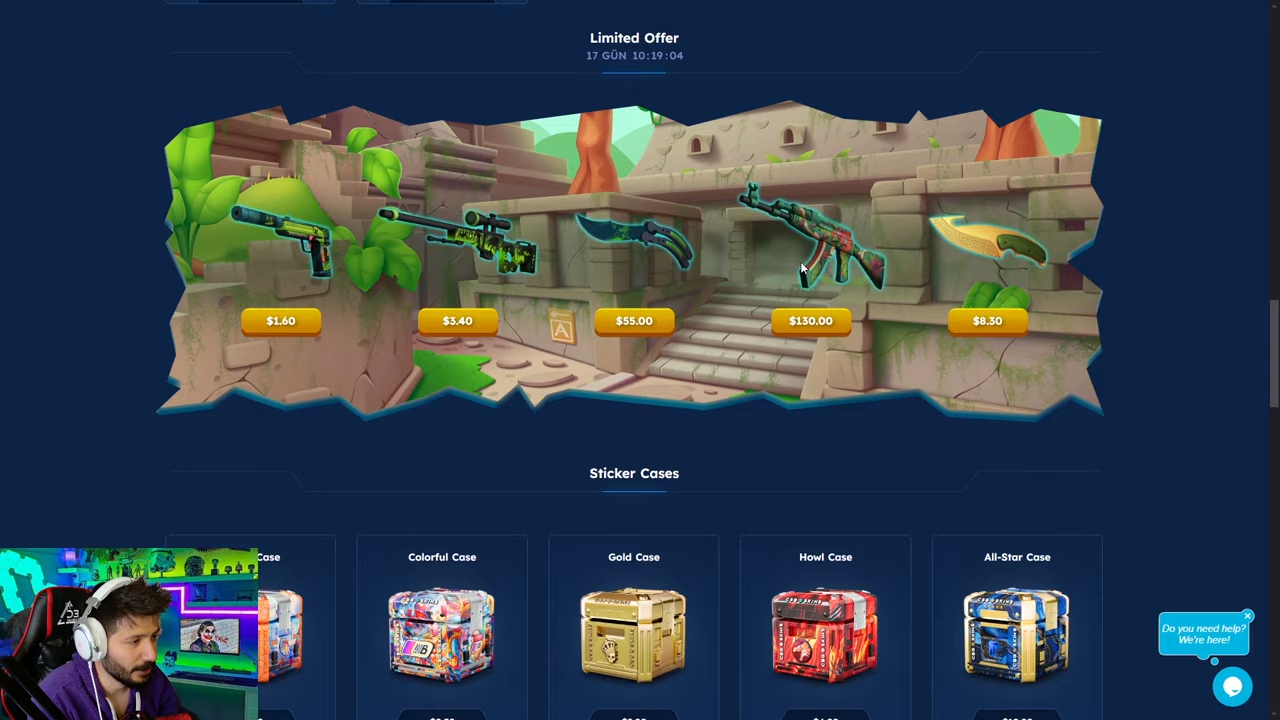 Limited Offer
17 GÜN 10:19:04
A
$1.60
$3.40
$55.00
$130.00
$8.30
Sticker Cases
Case
Colorful Case
Gold Case
Howl Case
All-Star Case
Do you need help?
We're here!